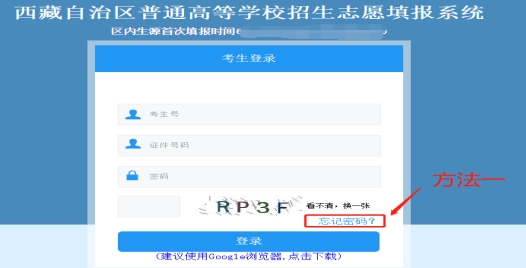 西藏自治区普通高等学校招生志愿填报系统
区内生源首次填报时间
考生登录
考生号
证件号码
密码
RP3F 看不清，换一张
方法一
忘记密码？
登录
(建议使用Google浏览器,点击下载)